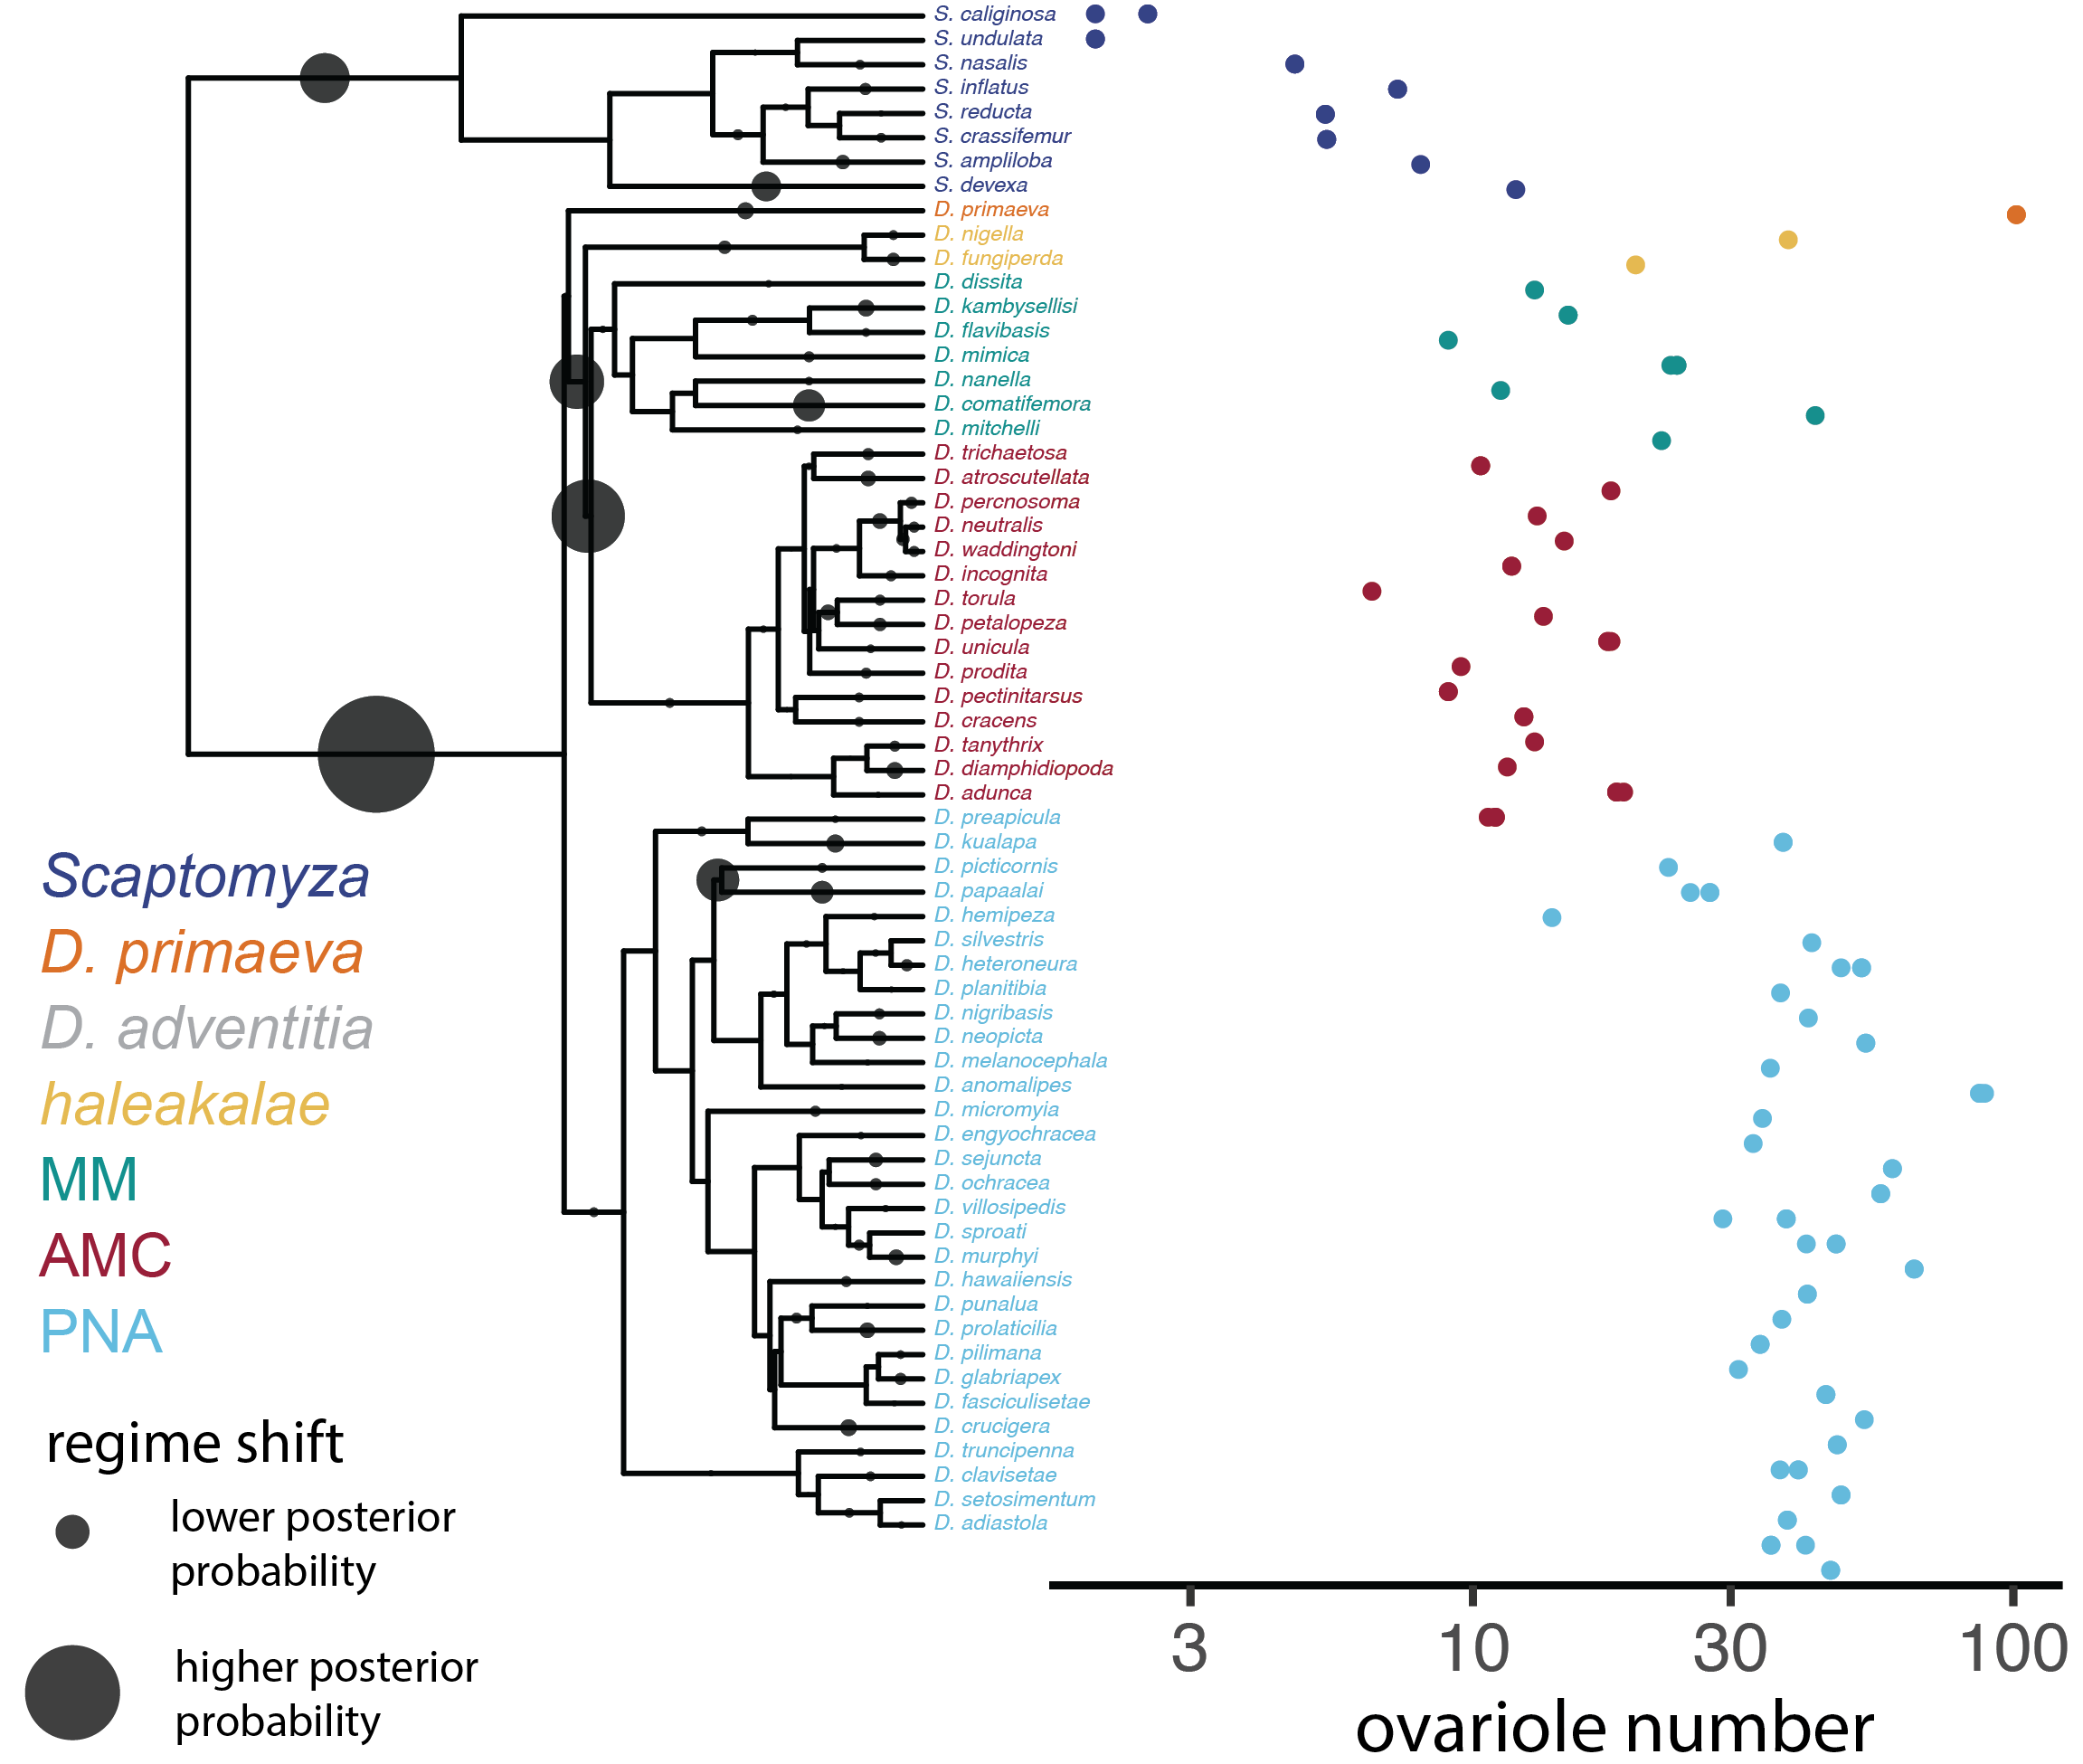 S. caliginosa
S. undulata
S. nasalis
S. inflatus
S. reducta
S. crassifemur
S. ampliloba
S. devexa
D. primaeva
D. nigella
D. fungiperda
D. dissita
D. kambysellisi
D. flavibasis
D. mimica
D. nanella
D. comatifemora
D. mitchelli
D. trichaetosa
D. atroscutellata
D. percnosoma
D. neutralis
D. waddingtoni
D. incognita
D. torula
D. petalopeza
D. unicula
D. prodita
D. pectinitarsus
D. cracens
D. tanythrix
D. diamphidiopoda
D. adunca
D. preapicula
D. kualapa
D. picticornis
D. papaalai
D. hemipeza
D. silvestris
D. heteroneura
D. planitibia
D. nigribasis
D. neopicta
D. melanocephala
D. anomalipes
D. micromyia
D. engyochracea
D. sejuncta
D. ochracea
D. villosipedis
D. sproati
D. murphyi
D. hawaiiensis
D. punalua
D. prolaticilia
D. pilimana
D. glabriapex
D. fasciculisetae
D. crucigera
D. truncipenna
D. clavisetae
D. setosimentum
D. adiastola
Scaptomyza
D. primaeva
D. adventitia
haleakalae
MM
AMC
PNA
regime shift
lower posterior
probability
higher posterior
probability
3 10 30 100
ovariole number